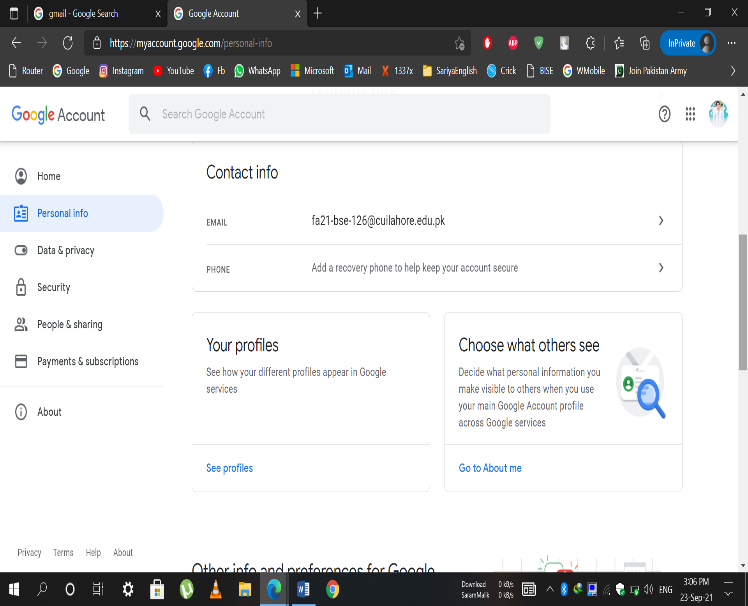 gmail - Google Search
Google Account
https://myaccount.google.com/personal-info
InPrivate
Router
Google
Instagram
YouTube
Fb
WhatsApp
Microsoft
Mail
1337x
SariyaEnglish
Crick
BISE
WMobile
Join Pakistan Army
Google Account
Search Google Account
Home
Personal info
Data & privacy
Security
People & sharing
Payments & subscriptions
About
Contact info
EMAIL
fa21-bse-126@cuilahore.edu.pk
PHONE
Add a recovery phone to help keep your account secure
Your profiles
See how your different profiles appear in Google
services
See profiles
Choose what others see
Decide what personal information you
make visible to others when you use
your main Google Account profile
across Google services
Go to About me
Privacy Terms Help About
Other info and preferences for Google
Download 0 kB/s
SaramMalik 0 kB/s
ENG
3:06 PM
23-Sep-21